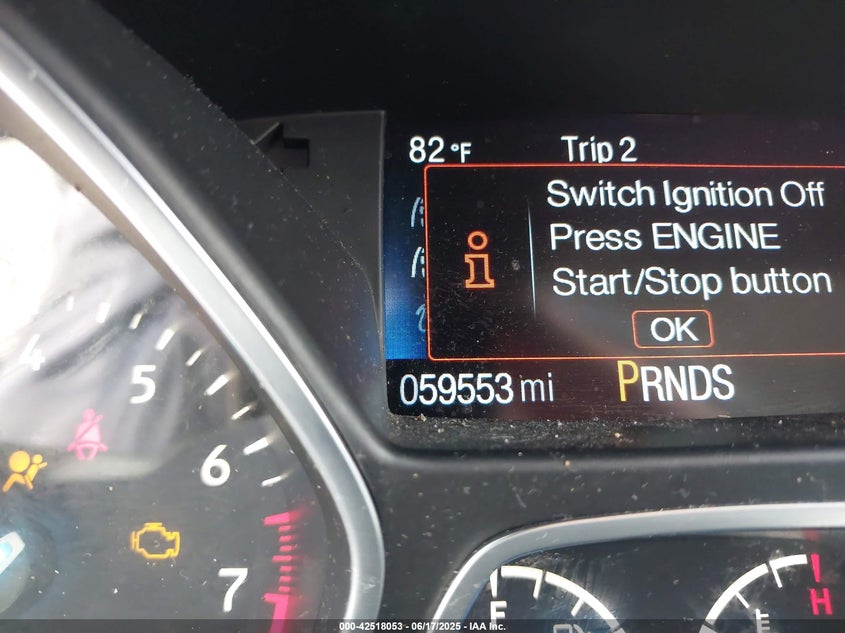 82 °F Trip 2
Switch Ignition Off
Press ENGINE
Start/Stop button
OK
059553 mi PRNDS
4
5
6
7
F
H
000-42518053 - 06/17/2025 - IAA Inc.